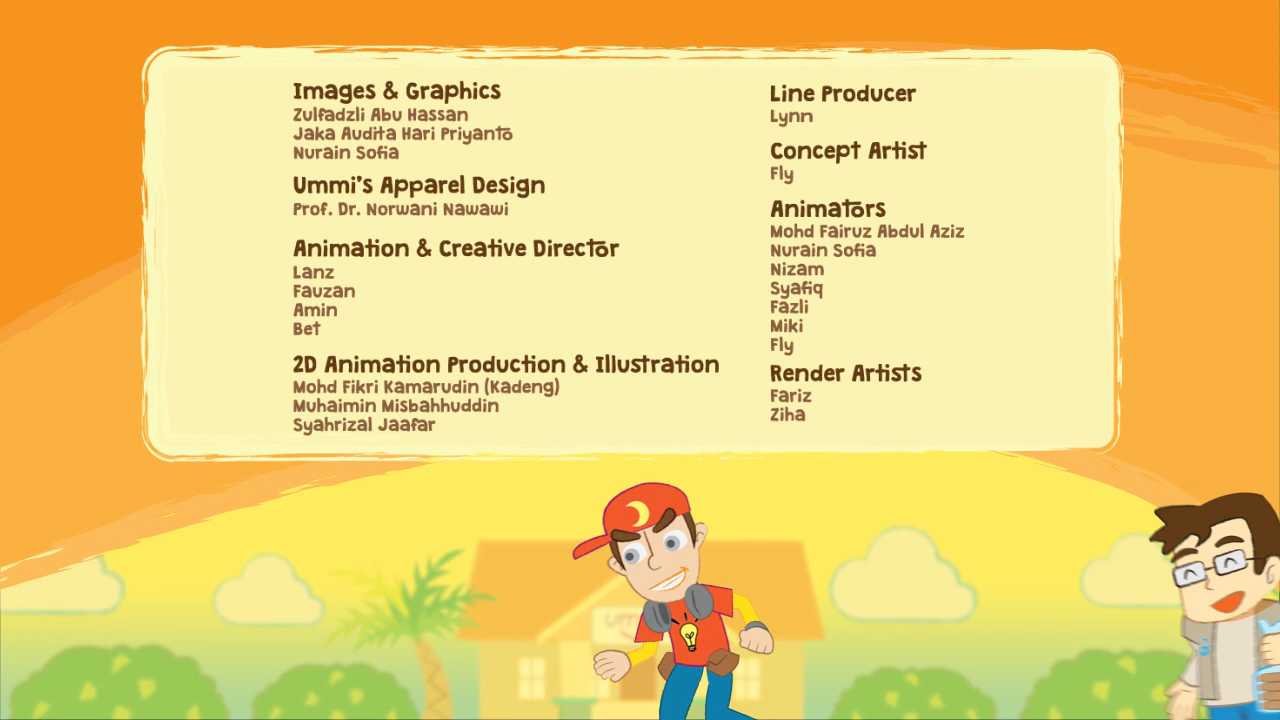 Images & Graphics
Zulfadzli Abu Hassan
Jaka Audita Hari Priyanto
Nurain Sofia
Ummi's Apparel Design
Prof. Dr. Norwani Nawawi
Animation & Creative Director
Lanz
Fauzan
Amin
Bet
2D Animation Production & Illustration
Mohd Fikri Kamarudin (Kadeng)
Muhaimin Misbahhuddin
Syahrizal Jaafar
Line Producer
Lynn
Concept Artist
Fly
Animators
Mohd Fairuz Abdul Aziz
Nurain Sofia
Nizam
Syafiq
Fazli
Miki
Fly
Render Artists
Fariz
Ziha